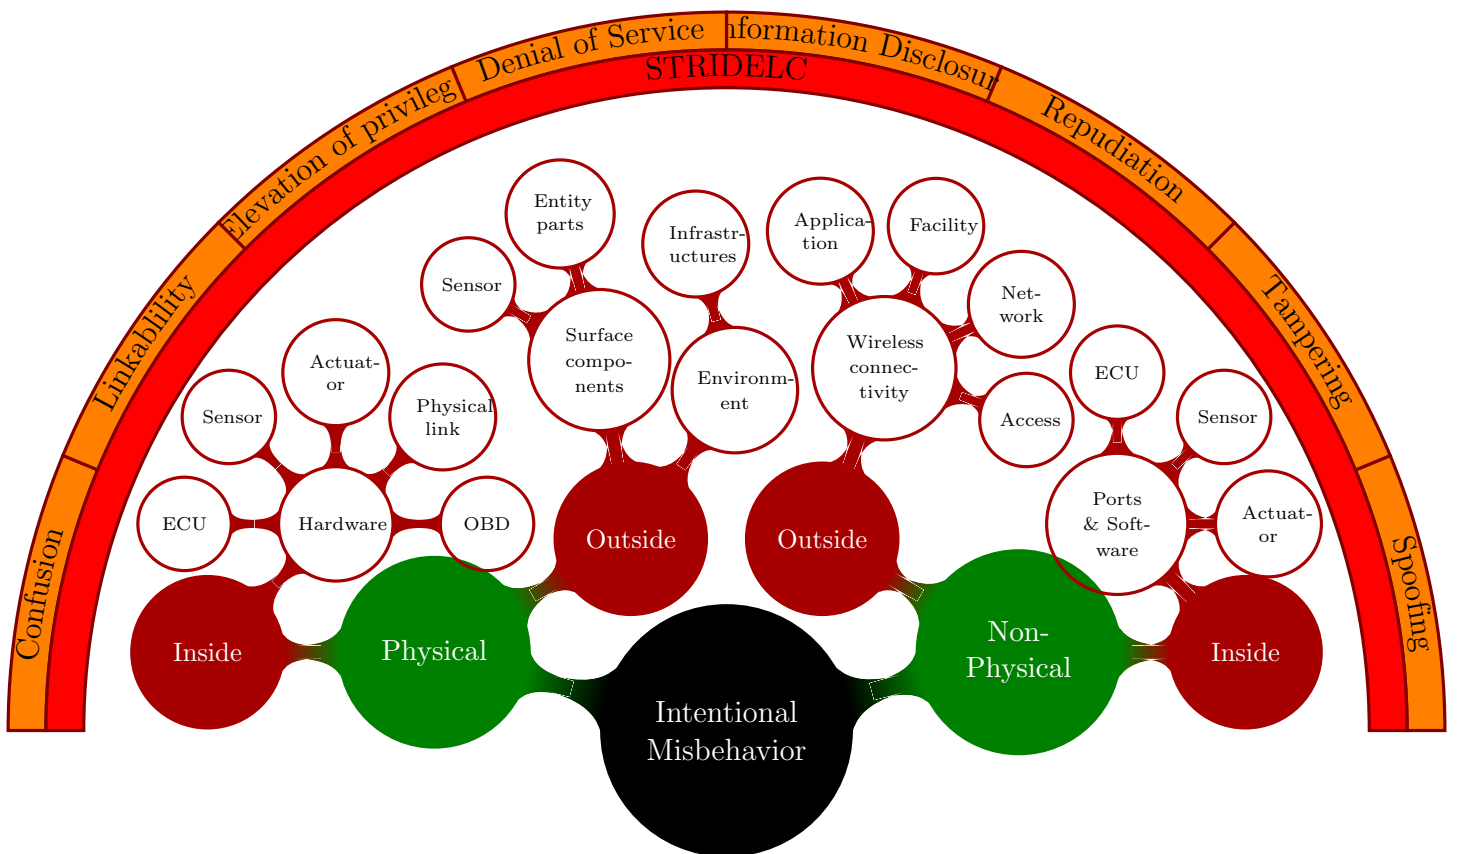 Confusion
Linkablility
Elevation of privileg
Denial of Service
nformation Disclosur
Repudiation
Tampering
Spoofing
STRIDELC
Entity
parts
Sensor
Infrastr-
uctures
Applica-
tion
Facility
Net-
work
Access
Surface
compo-
nents
Environm-
ent
Wireless
connec-
tivity
Actuat-
or
Sensor
Physical
link
ECU
Hardware
OBD
ECU
Sensor
Ports
& Soft-
ware
Actuat-
or
Outside
Outside
Inside
Physical
Non-
Physical
Inside
Intentional
Misbehavior